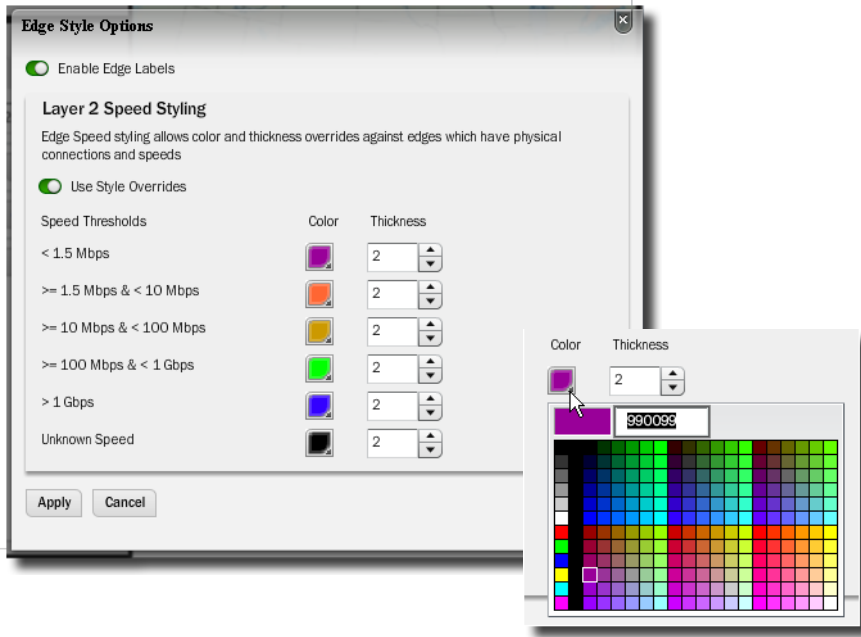 Edge Style Options
Enable Edge Labels
Layer 2 Speed Styling
Edge Speed styling allows color and thickness overrides against edges which have physical
connections and speeds
Use Style Overrides
Speed Thresholds Color Thickness
< 1.5 Mbps 2
>= 1.5 Mbps & < 10 Mbps 2
>= 10 Mbps & < 100 Mbps 2
>= 100 Mbps & < 1 Gbps 2
> 1 Gbps 2
Unknown Speed 2
Apply Cancel
Color Thickness
2
990099